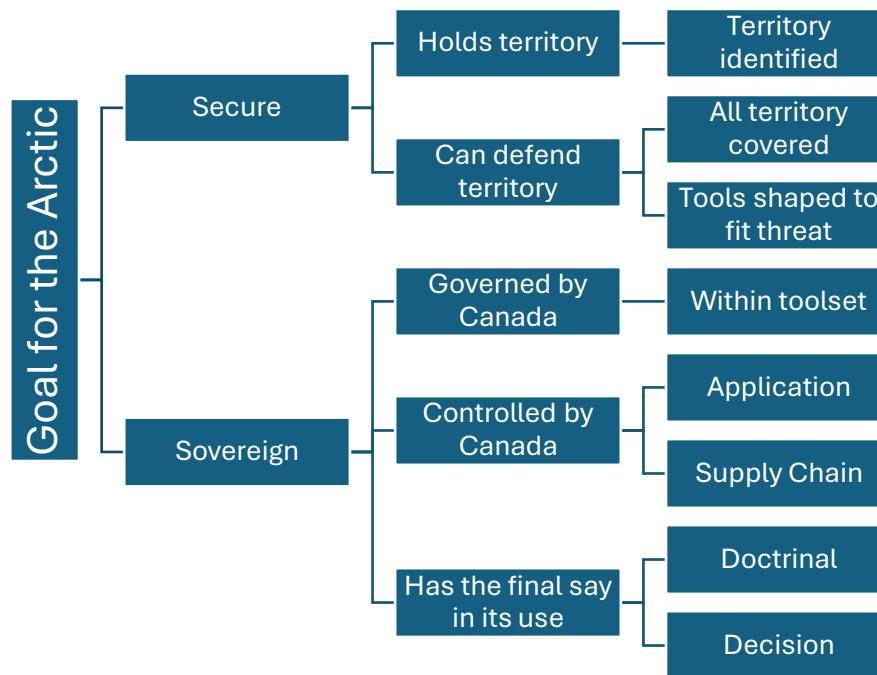 Goal for the Arctic
Secure
Holds territory
Territory
identified
Can defend
territory
All territory
covered
Tools shaped to
fit threat
Sovereign
Governed by
Canada
Within toolset
Controlled by
Canada
Application
Supply Chain
Has the final say
in its use
Doctrinal
Decision